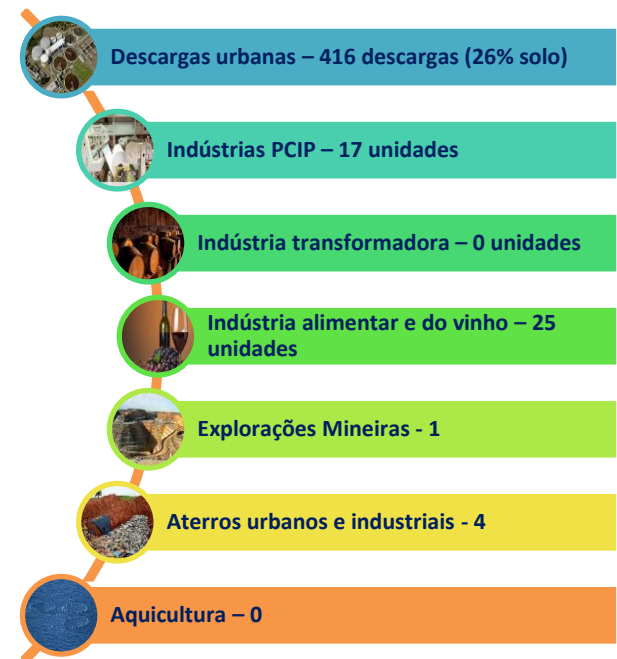 Descargas urbanas – 416 descargas (26% solo)
Indústrias PCIP – 17 unidades
Indústria transformadora – 0 unidades
Indústria alimentar e do vinho – 25
unidades
Explorações Mineiras - 1
Aterros urbanos e industriais - 4
Aquicultura – 0